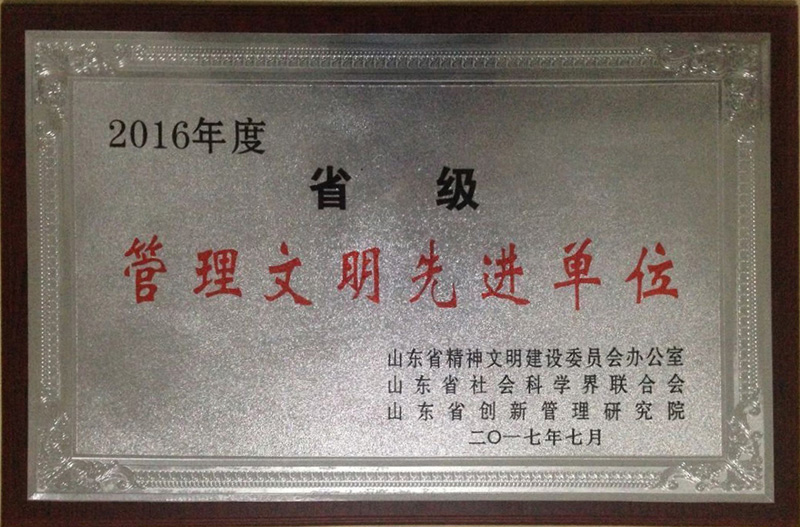 2016年度
省 级
管理文明先进单位
山东省精神文明建设委员会办公室
山东省社会科学界联合会
山东省创新管理研究院
二〇一七年七月